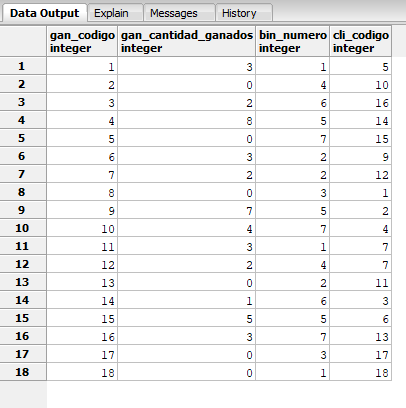 Data Output Explain Messages History
gan_codigo gan_cantidad_ganados bin_numero cli_codigo
integer integer integer integer
1 1 3 1 5
2 2 0 4 10
3 3 2 6 16
4 4 8 5 14
5 5 0 7 15
6 6 3 2 9
7 7 2 2 12
8 8 0 3 1
9 9 7 5 2
10 10 4 7 4
11 11 3 1 7
12 12 2 4 7
13 13 0 2 11
14 14 1 6 3
15 15 5 5 6
16 16 3 7 13
17 17 0 3 17
18 18 0 1 18